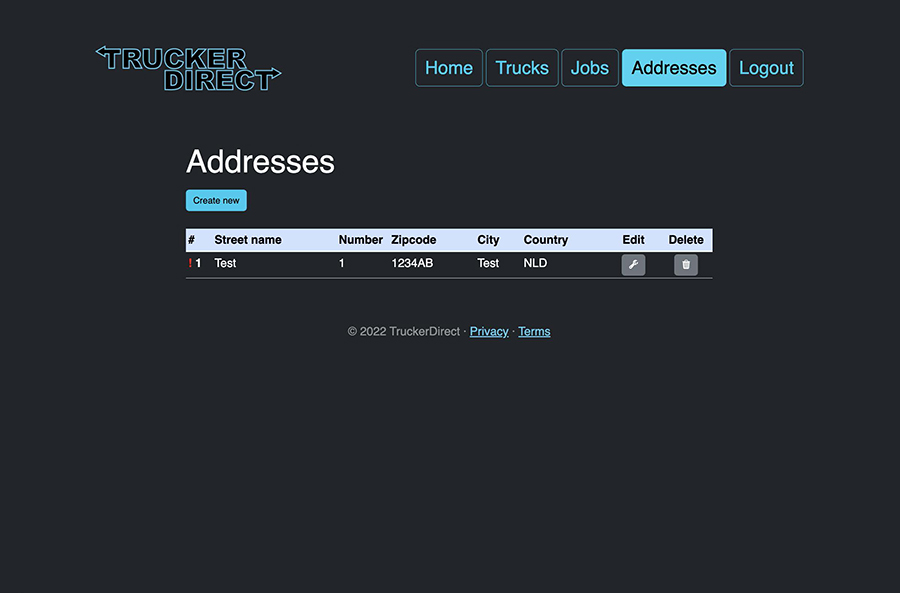 TRUCKER
DIRECT
Home Trucks Jobs Addresses Logout
Addresses
Create new
# Street name Number Zipcode City Country Edit Delete
! 1 Test 1 1234AB Test NLD
© 2022 TruckerDirect · Privacy · Terms